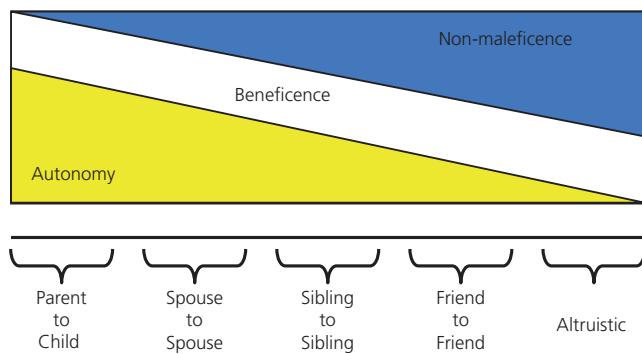 Non-maleficence
Beneficence
Autonomy
Parent
to
Child
Spouse
to
Spouse
Sibling
to
Sibling
Friend
to
Friend
Altruistic